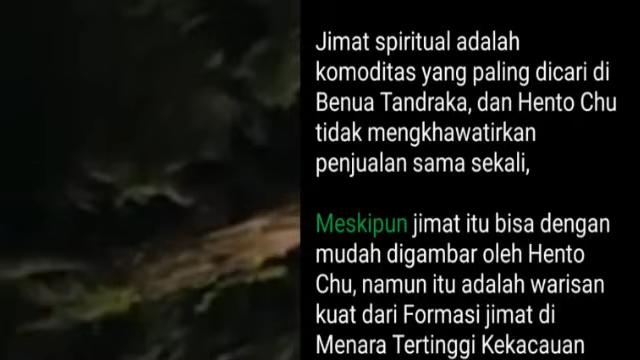 Jimat spiritual adalah
komoditas yang paling dicari di
Benua Tandraka, dan Hento Chu
tidak mengkhawatirkan
penjualan sama sekali,
Meskipun jimat itu bisa dengan
mudah digambar oleh Hento
Chu, namun itu adalah warisan
kuat dari Formasi jimat di
Menara Tertinggi Kekacauan